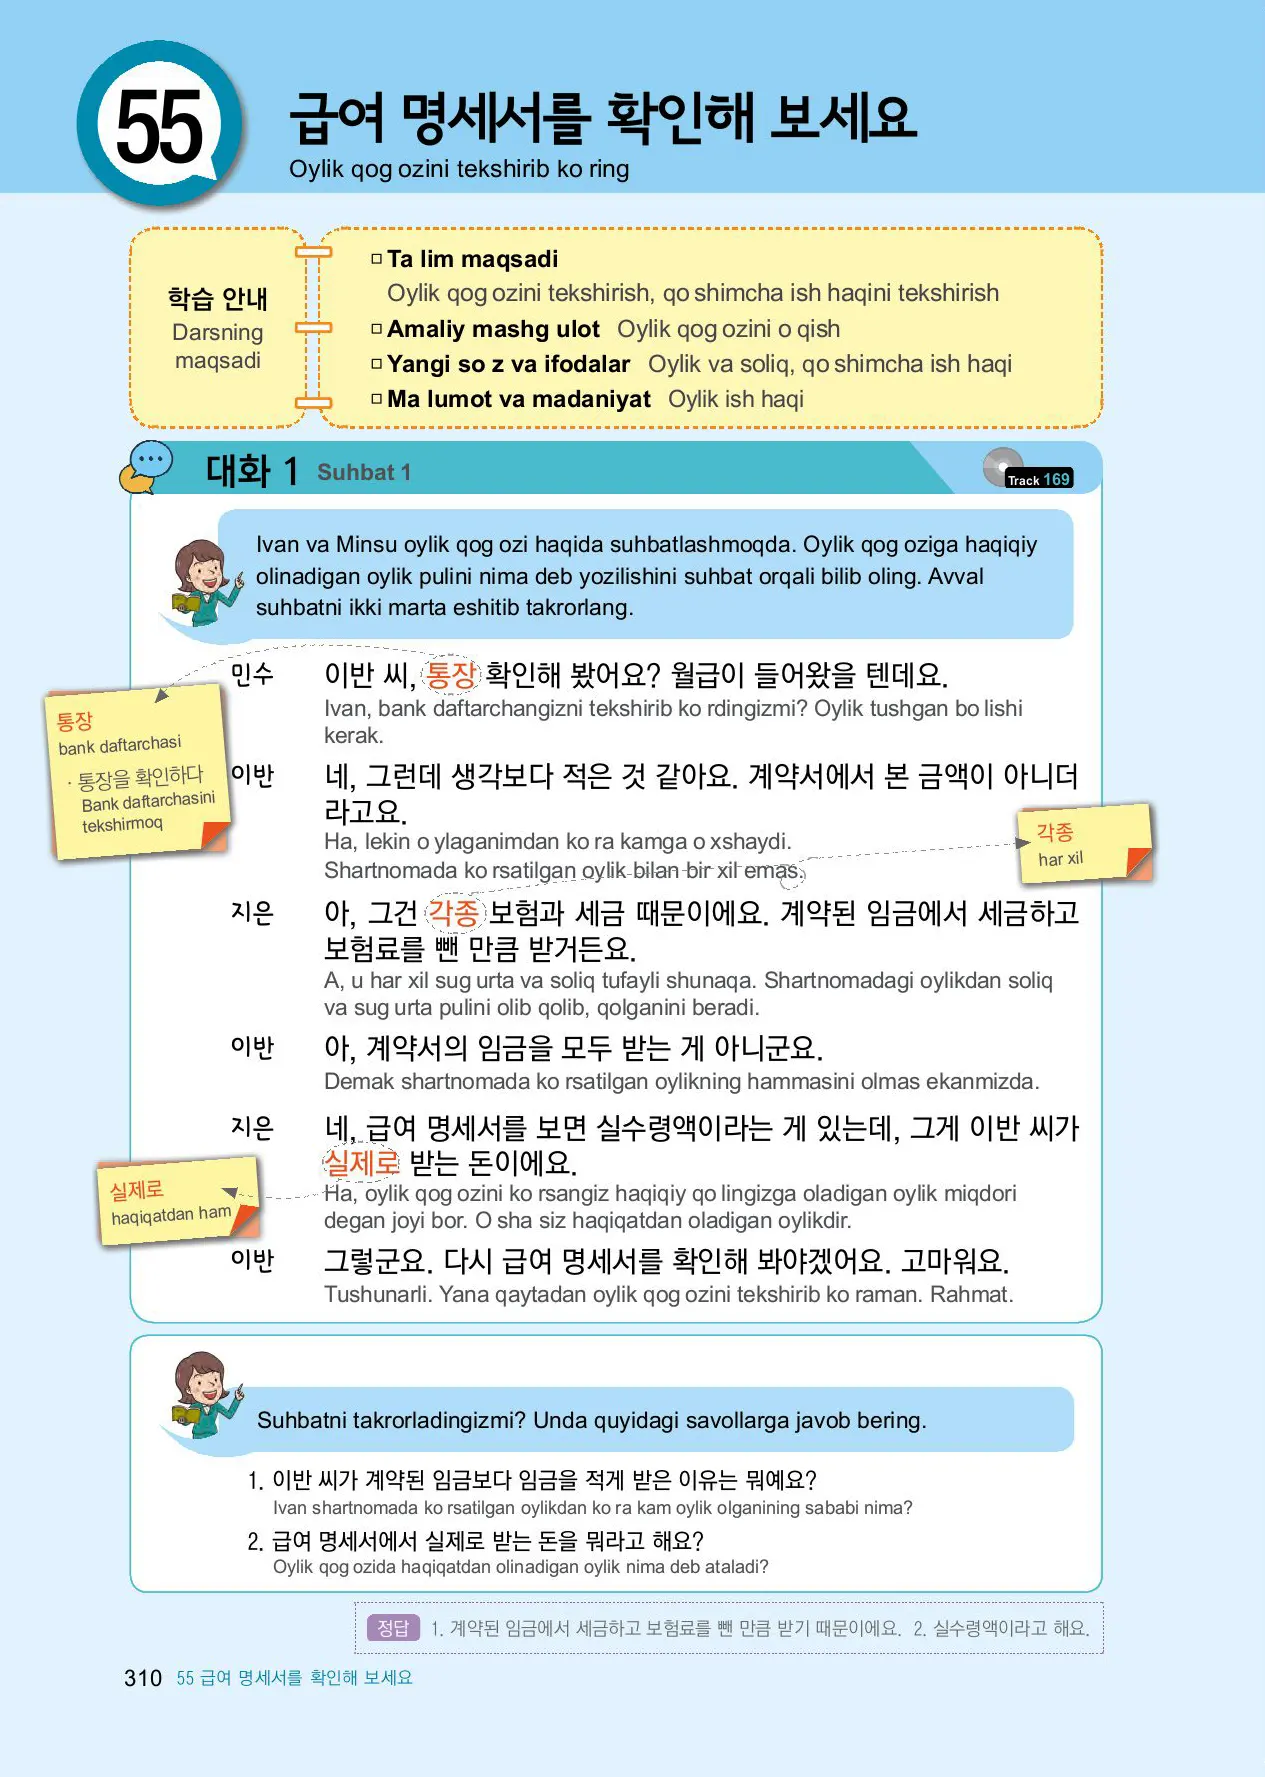 55
급여 명세서를 확인해 보세요
Oylik qog ozini tekshirib ko ring
학습 안내
Darsning
maqsadi
Ta lim maqsadi
Oylik qog ozini tekshirish, qo shimcha ish haqini tekshirish
Amaliy mashg ulot Oylik qog ozini o qish
Yangi so z va ifodalar Oylik va soliq, qo shimcha ish haqi
Ma lumot va madaniyat Oylik ish haqi
대화 1 Suhbat 1
Track 169
Ivan va Minsu oylik qog ozi haqida suhbatlashmoqda. Oylik qog oziga haqiqiy
olinadigan oylik pulini nima deb yozilishini suhbat orqali bilib oling. Avval
suhbatni ikki marta eshitib takrorlang.
민수 이반 씨, 통장 확인해 봤어요? 월급이 들어왔을 텐데요.
Ivan, bank daftarchangizni tekshirib ko rdingizmi? Oylik tushgan bo lishi
kerak.
통장
bank daftarchasi
· 통장을 확인하다
Bank daftarchasini
tekshirmoq
이반 네, 그런데 생각보다 적은 것 같아요. 계약서에서 본 금액이 아니더
라고요.
Ha, lekin o ylaganimdan ko ra kamga o xshaydi.
Shartnomada ko rsatilgan oylik bilan bir xil emas.
각종
har xil
지은 아, 그건 각종 보험과 세금 때문이에요. 계약된 임금에서 세금하고
보험료를 뺀 만큼 받거든요.
A, u har xil sug urta va soliq tufayli shunaqa. Shartnomadagi oylikdan soliq
va sug urta pulini olib qolib, qolganini beradi.
이반 아, 계약서의 임금을 모두 받는 게 아니군요.
Demak shartnomada ko rsatilgan oylikning hammasini olmas ekanmizda.
지은 네, 급여 명세서를 보면 실수령액이라는 게 있는데, 그게 이반 씨가
실제로 받는 돈이에요.
Ha, oylik qog ozini ko rsangiz haqiqiy qo lingizga oladigan oylik miqdori
degan joyi bor. O sha siz haqiqatdan oladigan oylikdir.
실제로
haqiqatdan ham
이반 그렇군요. 다시 급여 명세서를 확인해 봐야겠어요. 고마워요.
Tushunarli. Yana qaytadan oylik qog ozini tekshirib ko raman. Rahmat.
Suhbatni takrorladingizmi? Unda quyidagi savollarga javob bering.
1. 이반 씨가 계약된 임금보다 임금을 적게 받은 이유는 뭐예요?
Ivan shartnomada ko rsatilgan oylikdan ko ra kam oylik olganining sababi nima?
2. 급여 명세서에서 실제로 받는 돈을 뭐라고 해요?
Oylik qog ozida haqiqatdan olinadigan oylik nima deb ataladi?
정답 1. 계약된 임금에서 세금하고 보험료를 뺀 만큼 받기 때문이에요. 2. 실수령액이라고 해요.
310 55 급여 명세서를 확인해 보세요